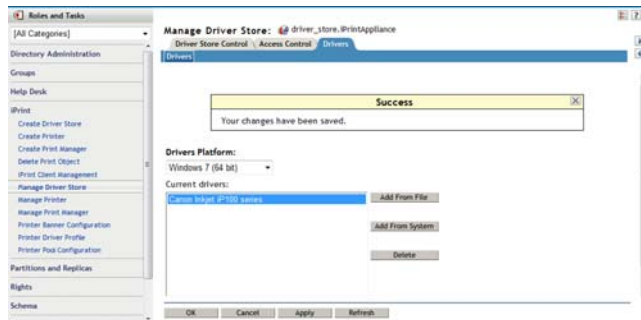 Roles and Tasks
[All Categories]
Directory Administration
Groups
Help Desk
iPrint
Create Driver Store
Create Printer
Create Print Manager
Delete Print Object
iPrint Client Management
Manage Driver Store
Manage Printer
Manage Print Manager
Printer Banner Configuration
Printer Driver Profile
Printer Pool Configuration
Partitions and Replicas
Rights
Schema
Manage Driver Store: driver_store.iPrintAppliance
Driver Store Control Access Control Drivers
[Drivers]
Success
Your changes have been saved.
Drivers Platform:
Windows 7 (64 bit)
Current drivers:
Canon Inkjet iP100 series
Add From File
Add From System
Delete
OK Cancel Apply Refresh